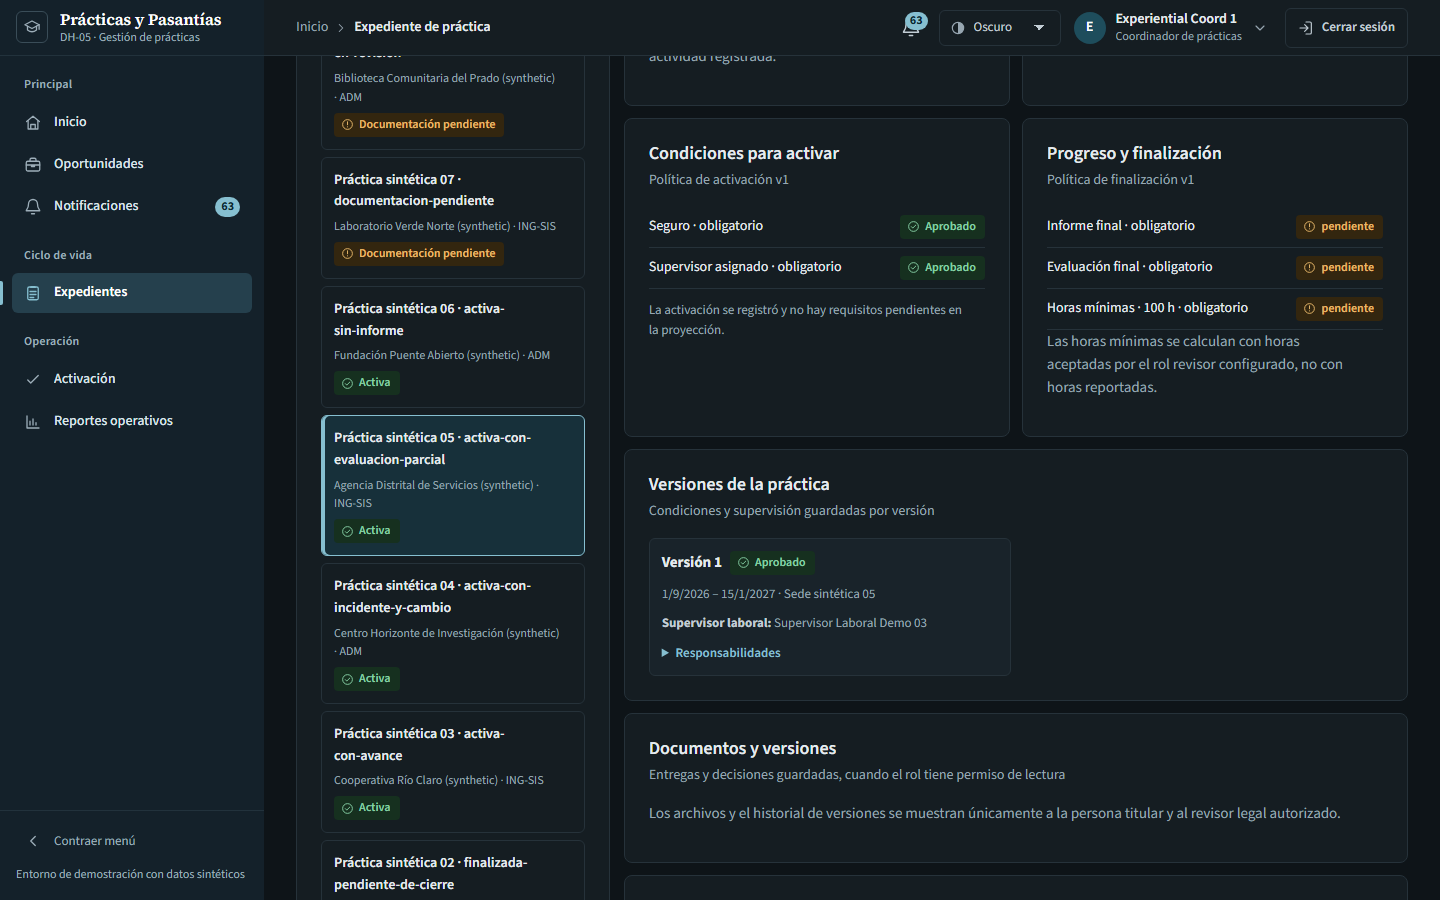 Prácticas y Pasantías
DH-05 · Gestión de prácticas
Principal
Inicio
Oportunidades
Notificaciones
63
Ciclo de vida
Expedientes
Operación
Activación
Reportes operativos
Contraer menú
Entorno de demostración con datos sintéticos
Inicio
Expediente de práctica
63
Oscuro
E
Experiential Coord 1
Coordinador de prácticas
Cerrar sesión
Biblioteca Comunitaria del Prado (synthetic)
· ADM
Documentación pendiente
Práctica sintética 07 ·
documentacion-pendiente
Laboratorio Verde Norte (synthetic) · ING-SIS
Documentación pendiente
Práctica sintética 06 · activa-
sin-informe
Fundación Puente Abierto (synthetic) · ADM
Activa
Práctica sintética 05 · activa-con-
evaluacion-parcial
Agencia Distrital de Servicios (synthetic) ·
ING-SIS
Activa
Práctica sintética 04 · activa-con-
incidente-y-cambio
Centro Horizonte de Investigación (synthetic)
· ADM
Activa
Práctica sintética 03 · activa-
con-avance
Cooperativa Río Claro (synthetic) · ING-SIS
Activa
Práctica sintética 02 · finalizada-
pendiente-de-cierre
actividad registrada.
Condiciones para activar
Política de activación v1
Seguro · obligatorio
Aprobado
Supervisor asignado · obligatorio
Aprobado
La activación se registró y no hay requisitos pendientes en
la proyección.
Progreso y finalización
Política de finalización v1
Informe final · obligatorio
pendiente
Evaluación final · obligatorio
pendiente
Horas mínimas · 100 h · obligatorio
pendiente
Las horas mínimas se calculan con horas
aceptadas por el rol revisor configurado, no con
horas reportadas.
Versiones de la práctica
Condiciones y supervisión guardadas por versión
Versión 1
Aprobado
1/9/2026 – 15/1/2027 · Sede sintética 05
Supervisor laboral: Supervisor Laboral Demo 03
Responsabilidades
Documentos y versiones
Entregas y decisiones guardadas, cuando el rol tiene permiso de lectura
Los archivos y el historial de versiones se muestran únicamente a la persona titular y al revisor legal autorizado.